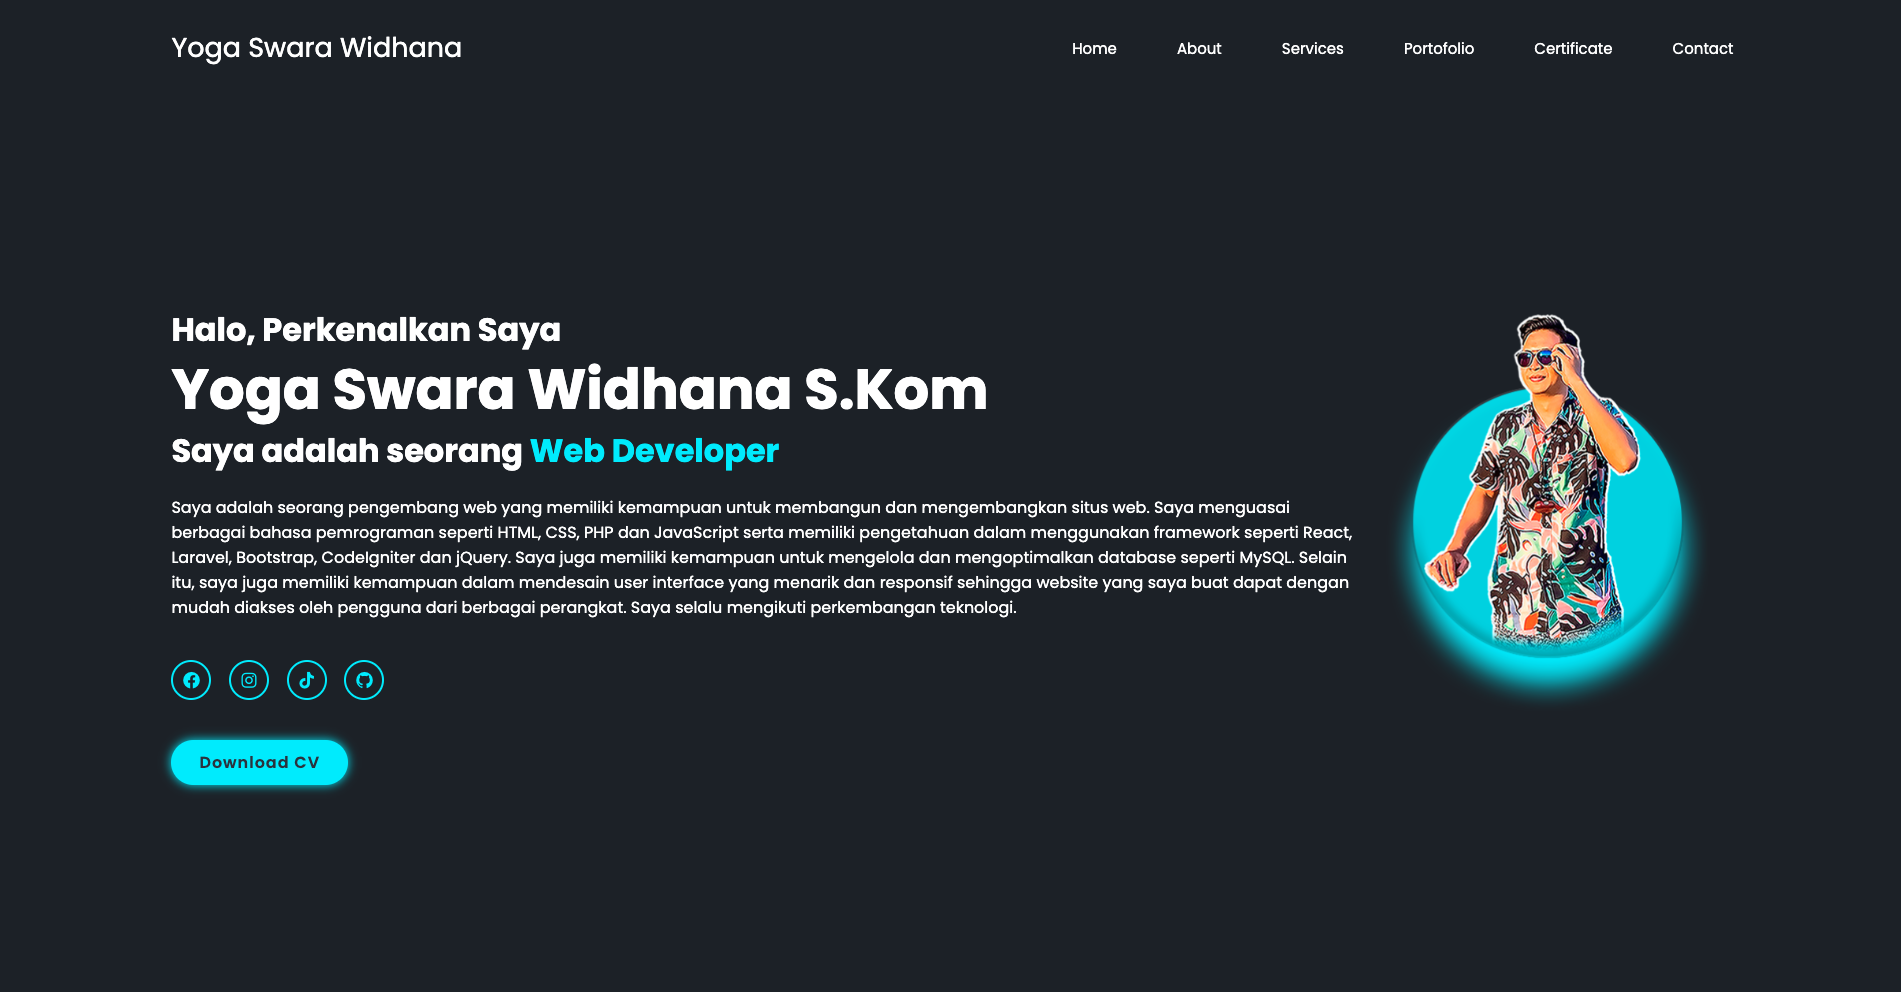 Yoga Swara Widhana
Home About Services Portofolio Certificate Contact
Halo, Perkenalkan Saya
Yoga Swara Widhana S.Kom
Saya adalah seorang Web Developer
Saya adalah seorang pengembang web yang memiliki kemampuan untuk membangun dan mengembangkan situs web. Saya menguasai
berbagai bahasa pemrograman seperti HTML, CSS, PHP dan JavaScript serta memiliki pengetahuan dalam menggunakan framework seperti React,
Laravel, Bootstrap, CodeIgniter dan jQuery. Saya juga memiliki kemampuan untuk mengelola dan mengoptimalkan database seperti MySQL. Selain
itu, saya juga memiliki kemampuan dalam mendesain user interface yang menarik dan responsif sehingga website yang saya buat dapat dengan
mudah diakses oleh pengguna dari berbagai perangkat. Saya selalu mengikuti perkembangan teknologi.
Download CV